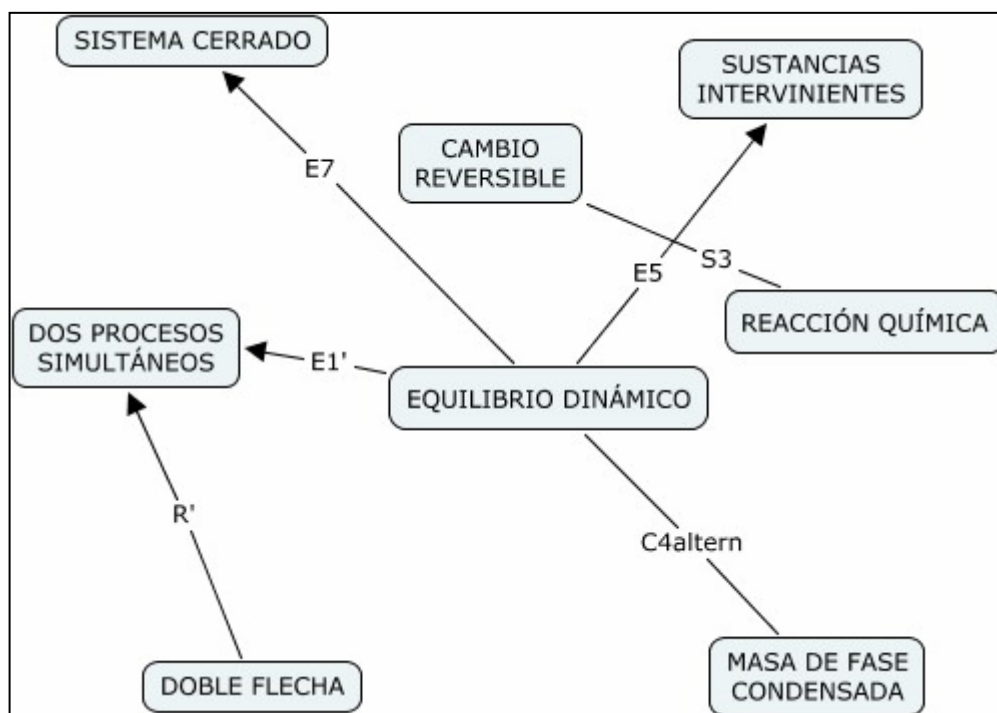 SISTEMA CERRADO
SUSTANCIAS
INTERVINIENTES
CAMBIO
REVERSIBLE
E7
S3
E5
REACCIÓN QUÍMICA
DOS PROCESOS
SIMULTÁNEOS
E1'
EQUILIBRIO DINÁMICO
R'
C4altern
DOBLE FLECHA
MASA DE FASE
CONDENSADA